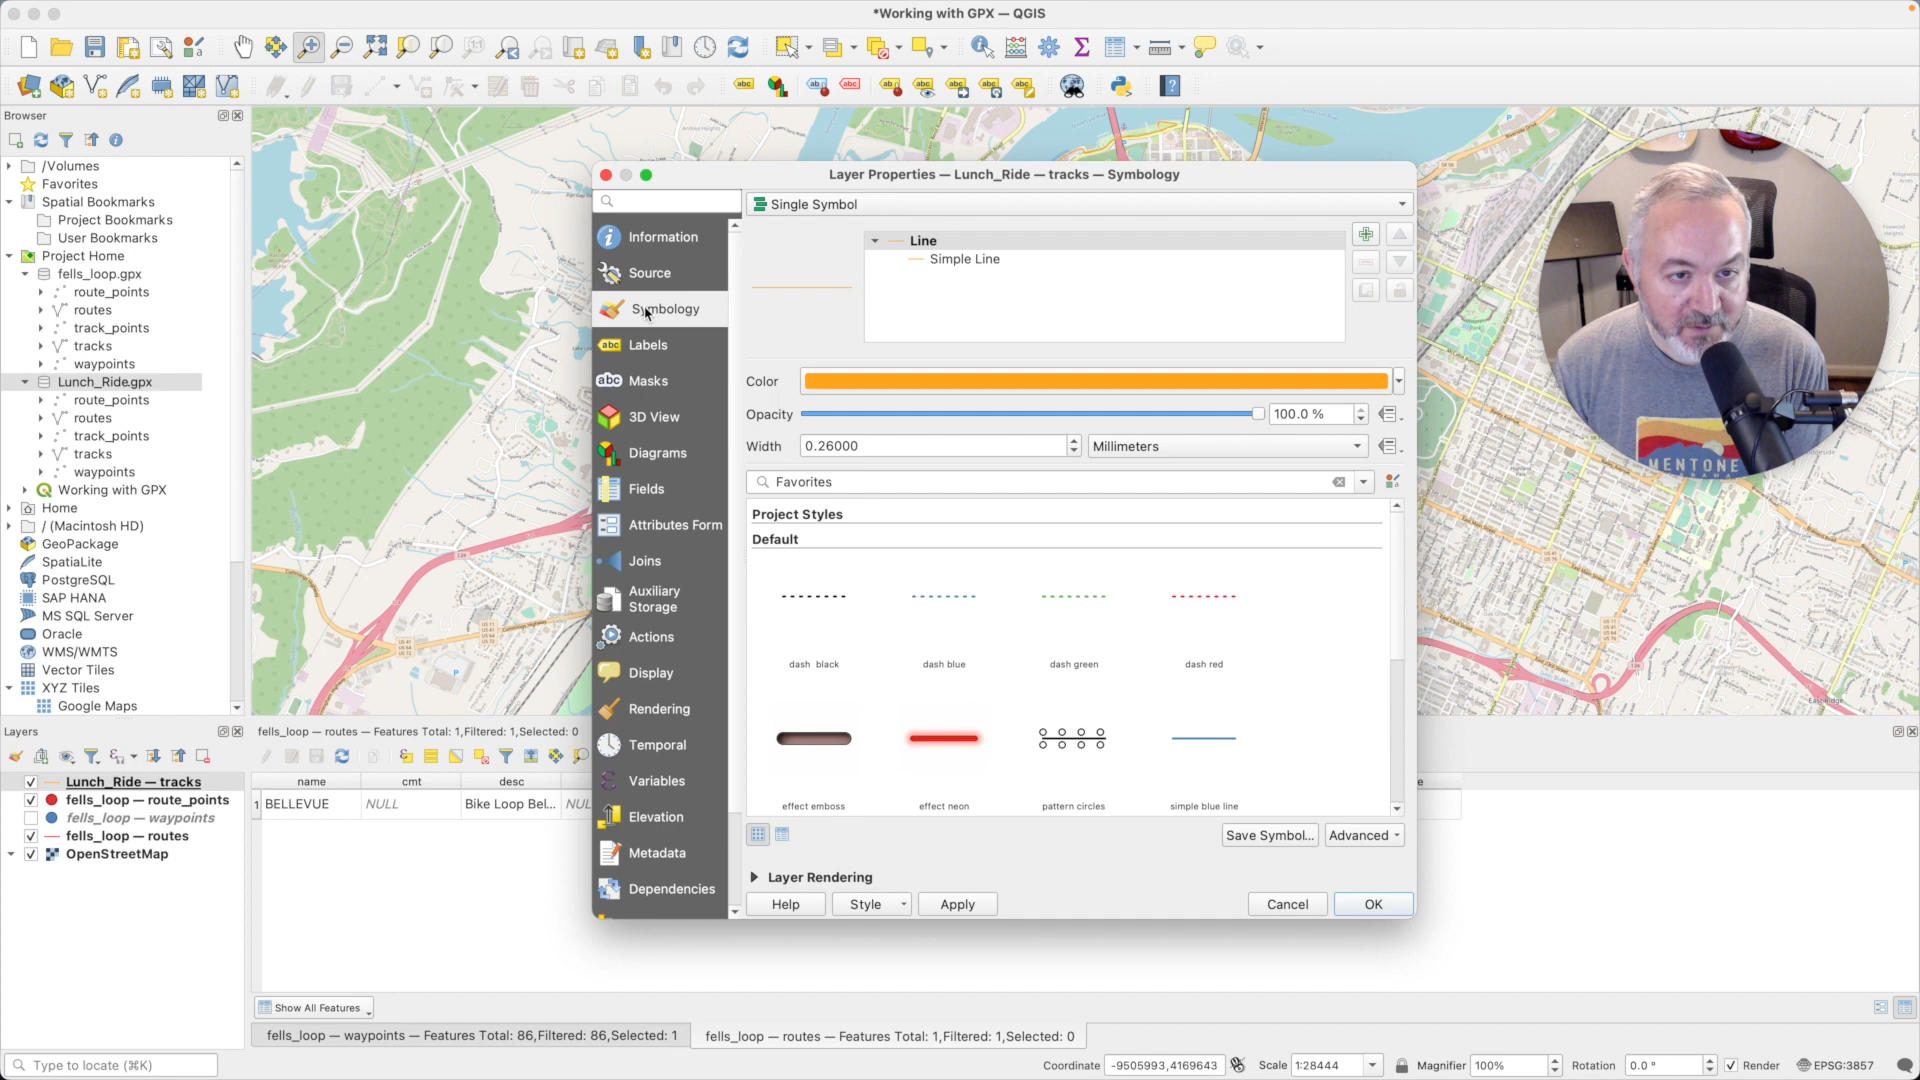 *Working with GPX — QGIS
Browser
/Volumes
Favorites
Spatial Bookmarks
Project Bookmarks
User Bookmarks
Project Home
fells_loop.gpx
route_points
routes
track_points
tracks
waypoints
Lunch_Ride.gpx
route_points
routes
track_points
tracks
waypoints
Working with GPX
Home
/ (Macintosh HD)
GeoPackage
SpatiaLite
PostgreSQL
SAP HANA
MS SQL Server
Oracle
WMS/WMTS
Vector Tiles
XYZ Tiles
Google Maps
Layers
Lunch_Ride — tracks
fells_loop — route_points
fells_loop — waypoints
fells_loop — routes
OpenStreetMap
Layer Properties — Lunch_Ride — tracks — Symbology
Information
Source
Symbology
Labels
Masks
3D View
Diagrams
Fields
Attributes Form
Joins
Auxiliary
Storage
Actions
Display
Rendering
Temporal
Variables
Elevation
Metadata
Dependencies
Single Symbol
Line
Simple Line
Color
Opacity
100.0 %
Width
0.26000
Millimeters
Favorites
Project Styles
Default
dash black
dash blue
dash green
dash red
effect emboss
effect neon
pattern circles
simple blue line
Save Symbol...
Advanced
Layer Rendering
Help
Style
Apply
Cancel
OK
MENTONE
fells_loop — routes — Features Total: 1,Filtered: 1,Selected: 0
name
cmt
desc
1
BELLEVUE
NULL
Bike Loop Bel...
Show All Features
fells_loop — waypoints — Features Total: 86,Filtered: 86,Selected: 1
fells_loop — routes — Features Total: 1,Filtered: 1,Selected: 0
Type to locate (⌘K)
Coordinate
-9505993,4169643
Scale
1:28444
Magnifier
100%
Rotation
0.0 °
Render
EPSG:3857